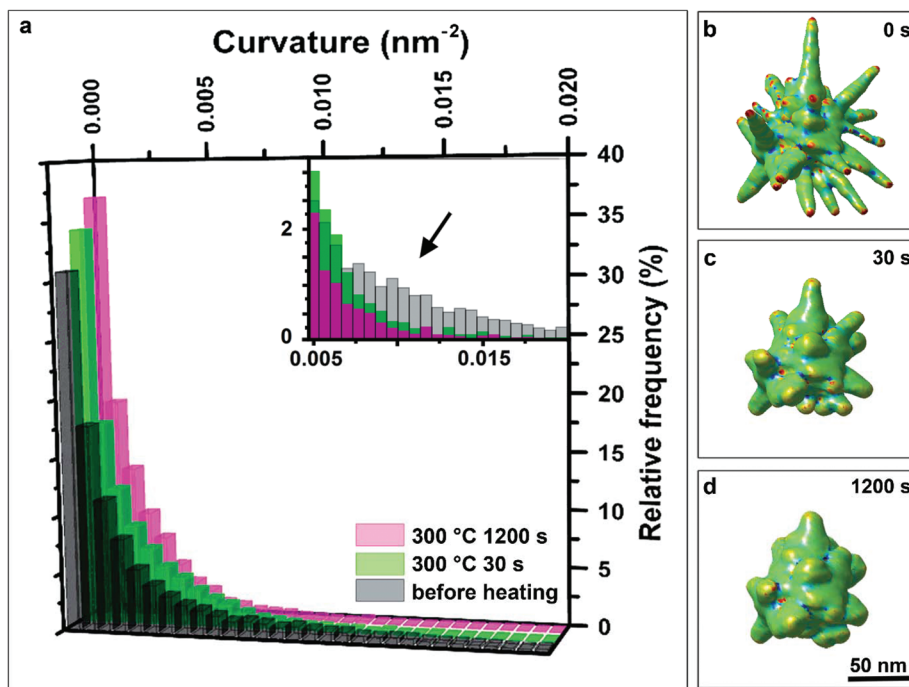 a
Curvature (nm⁻²)
0.000
0.005
0.010
0.015
0.020
40
35
30
25
20
15
10
5
0
Relative frequency (%)
2
0
0.005
0.015
300 °C 1200 s
300 °C 30 s
before heating
b
0 s
c
30 s
d
1200 s
50 nm